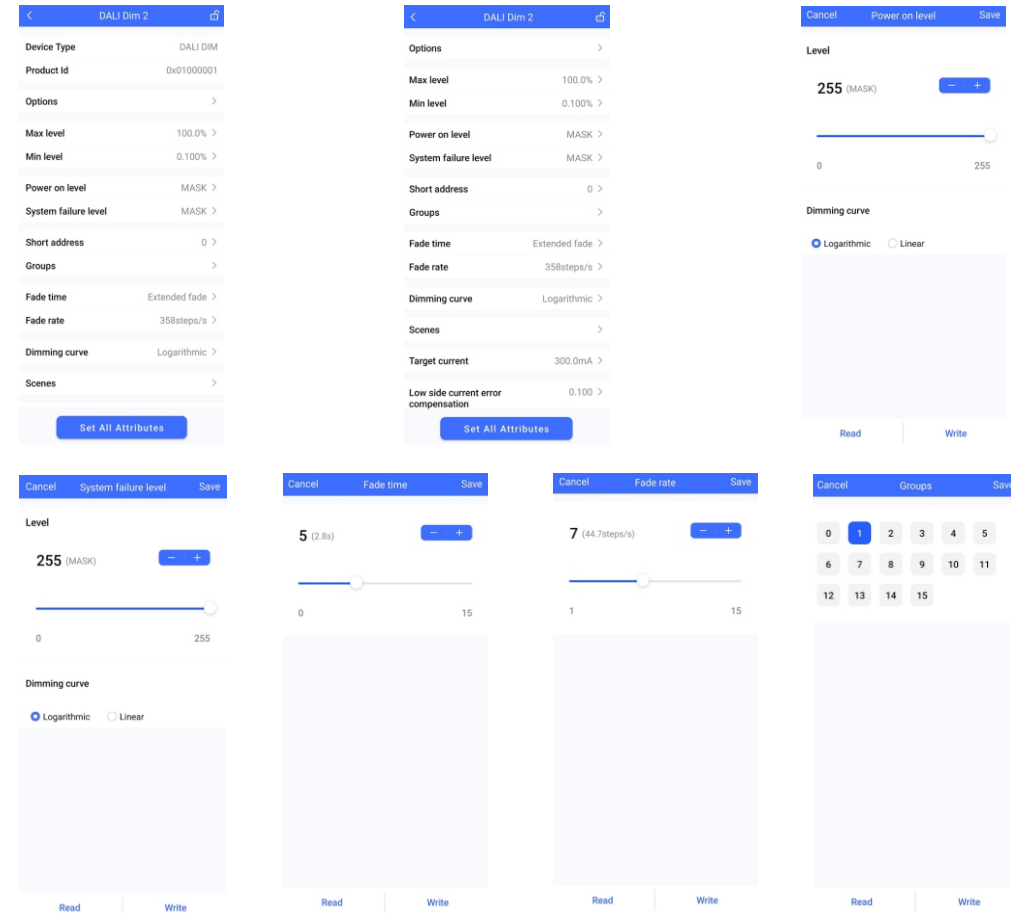 DALI Dim 2
Device Type DALI DIM
Product Id 0x01000001
Options
Max level 100.0%
Min level 0.100%
Power on level MASK
System failure level MASK
Short address 0
Groups
Fade time Extended fade
Fade rate 358steps/s
Dimming curve Logarithmic
Scenes
Set All Attributes
DALI Dim 2
Options
Max level 100.0%
Min level 0.100%
Power on level MASK
System failure level MASK
Short address 0
Groups
Fade time Extended fade
Fade rate 358steps/s
Dimming curve Logarithmic
Scenes
Target current 300.0mA
Low side current error 0.100
compensation
Set All Attributes
Cancel Power on level Save
Level
255 (MASK) − +
0 255
Dimming curve
Logarithmic Linear
Read Write
Cancel System failure level Save
Level
255 (MASK) − +
0 255
Dimming curve
Logarithmic Linear
Read Write
Cancel Fade time Save
5 (2.8s) − +
0 15
Read Write
Cancel Fade rate Save
7 (44.7steps/s) − +
1 15
Read Write
Cancel Groups Save
0 1 2 3 4 5
6 7 8 9 10 11
12 13 14 15
Read Write